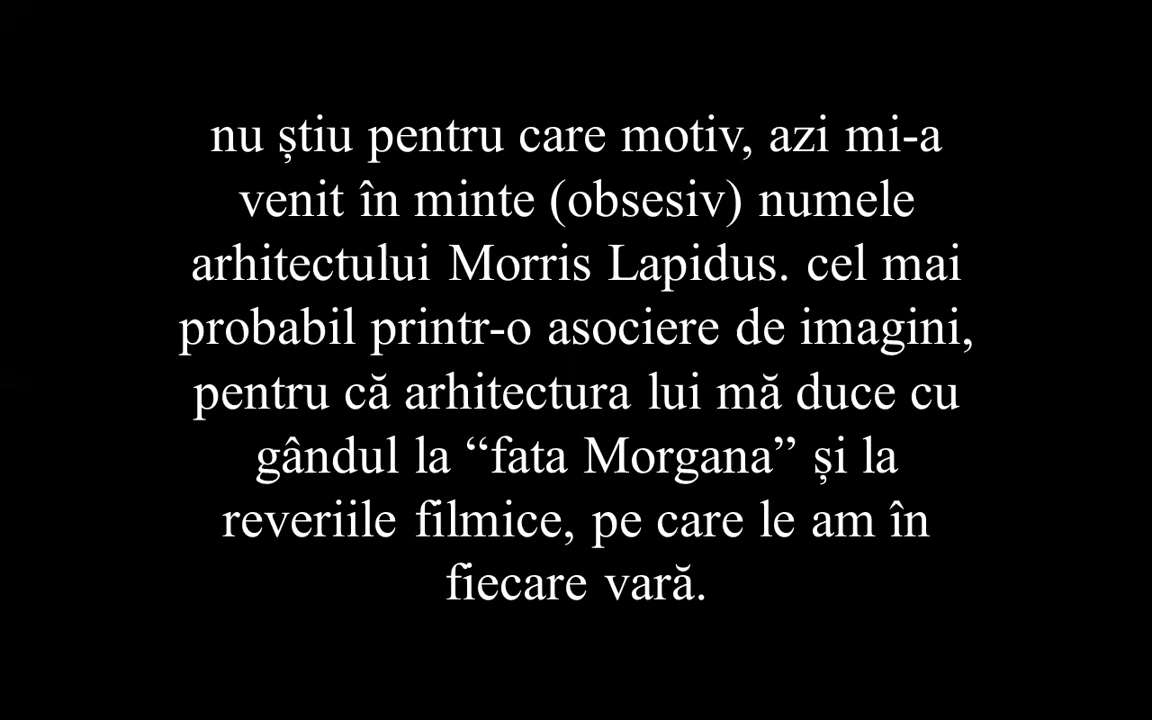 nu știu pentru care motiv, azi mi-a
venit în minte (obsesiv) numele
arhitectului Morris Lapidus. cel mai
probabil printr-o asociere de imagini,
pentru că arhitectura lui mă duce cu
gândul la “fata Morgana” și la
reveriile filmice, pe care le am în
fiecare vară.